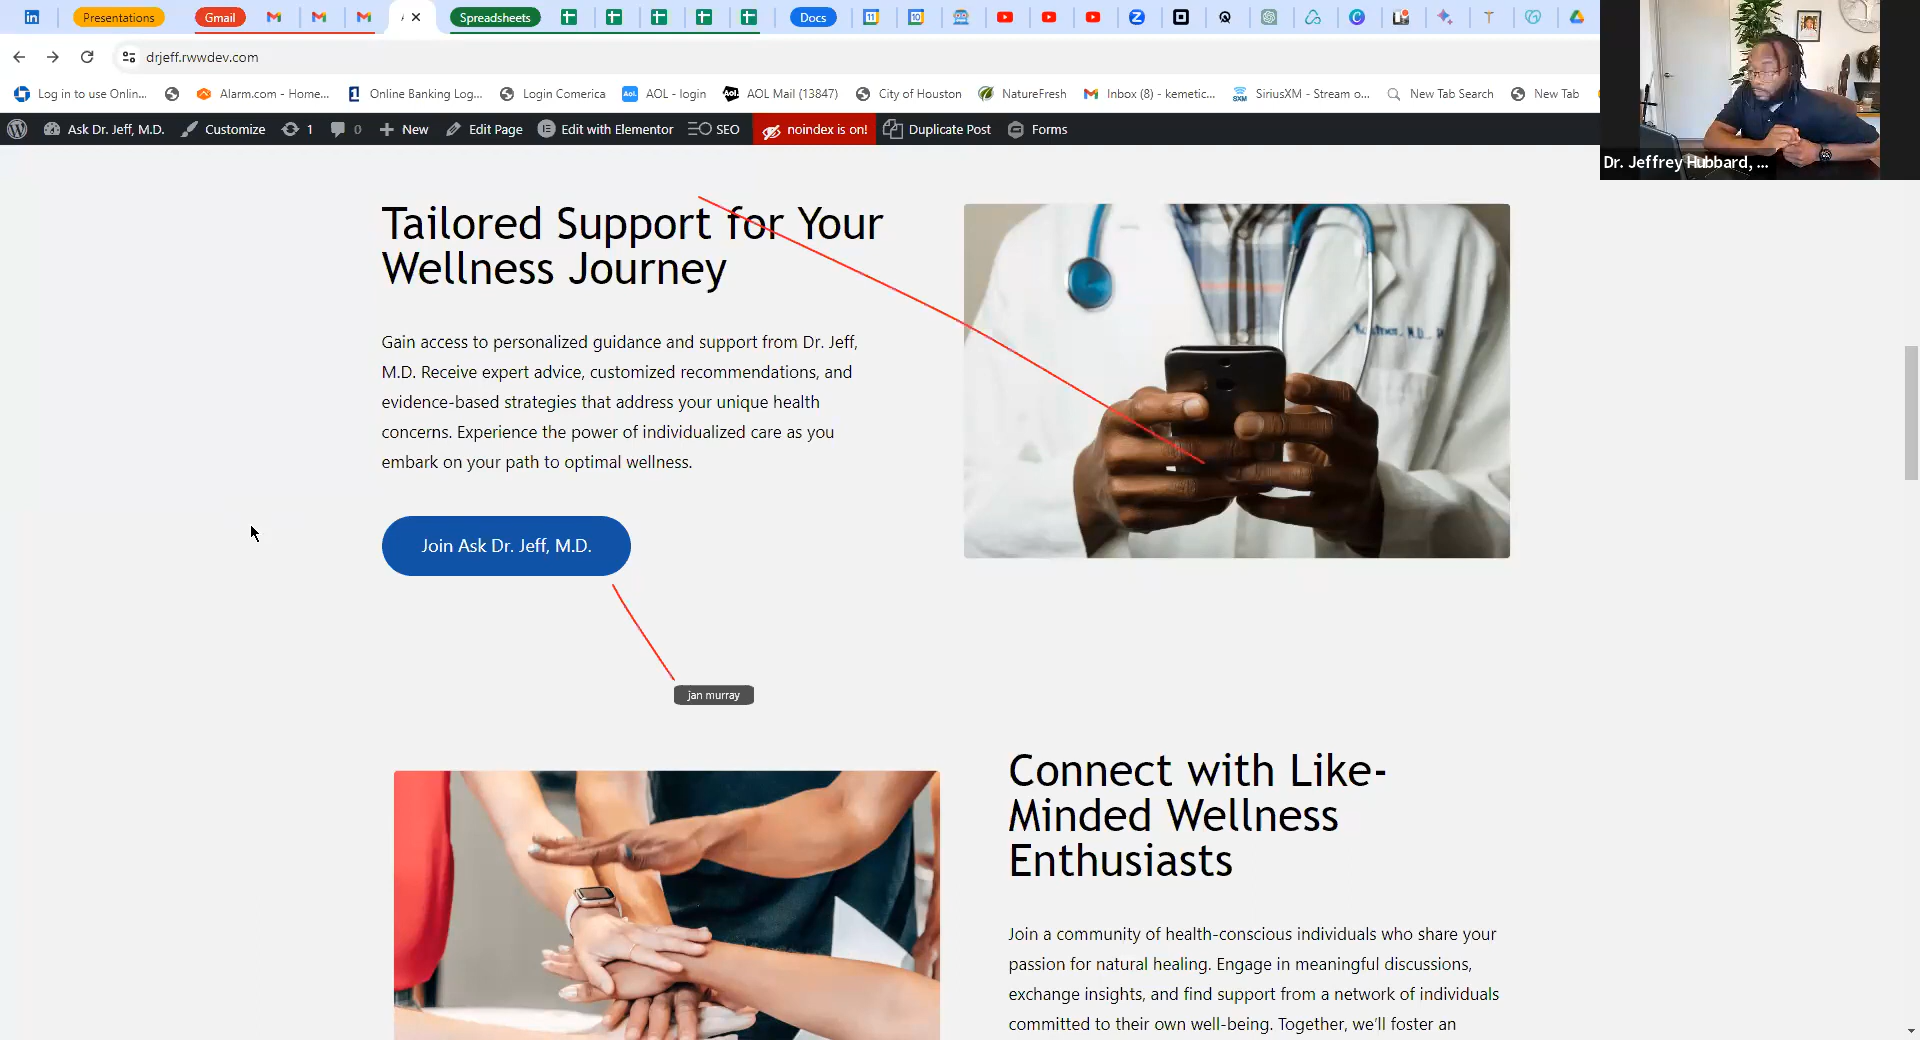 Presentations
Gmail
Spreadsheets
Docs
drjeff.rwwdev.com
Log in to use Onlin...
Alarm.com - Home...
Online Banking Log...
Login Comerica
AOL - login
AOL Mail (13847)
City of Houston
NatureFresh
Inbox (8) - kemetic...
SiriusXM - Stream o...
New Tab Search
New Tab
Ask Dr. Jeff, M.D.
Customize
1
0
New
Edit Page
Edit with Elementor
SEO
noindex is on!
Duplicate Post
Forms
Dr. Jeffrey Hubbard, ...
Tailored Support for Your
Wellness Journey
Gain access to personalized guidance and support from Dr. Jeff,
M.D. Receive expert advice, customized recommendations, and
evidence-based strategies that address your unique health
concerns. Experience the power of individualized care as you
embark on your path to optimal wellness.
Join Ask Dr. Jeff, M.D.
jan murray
Connect with Like-
Minded Wellness
Enthusiasts
Join a community of health-conscious individuals who share your
passion for natural healing. Engage in meaningful discussions,
exchange insights, and find support from a network of individuals
committed to their own well-being. Together, we'll foster an